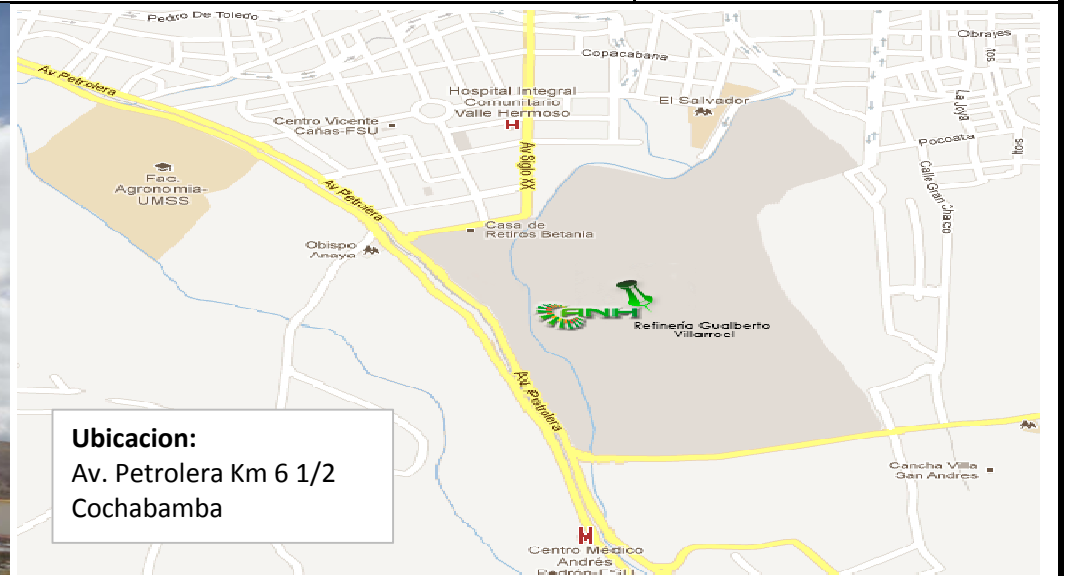 Pedro De Toledo
Obrajes
Copacabana
Av Petrolera
Hospital Integral
Comunitario
Valle Hermoso
H
El Salvador
La Joya
Centro Vicente
Cañas-FSU
Pocoata
Av Siglo XX
Fac.
Agronomia-
UMSS
Av Petrolera
Calle Gran Chaco
Casa de
Retiros Betania
Obispo
Anaya
ANH
Refinería Gualberto
Villarroel
Av. Petrolera
Ubicacion:
Av. Petrolera Km 6 1/2
Cochabamba
Cancha Villa
San Andres
Centro Médico
Andrés